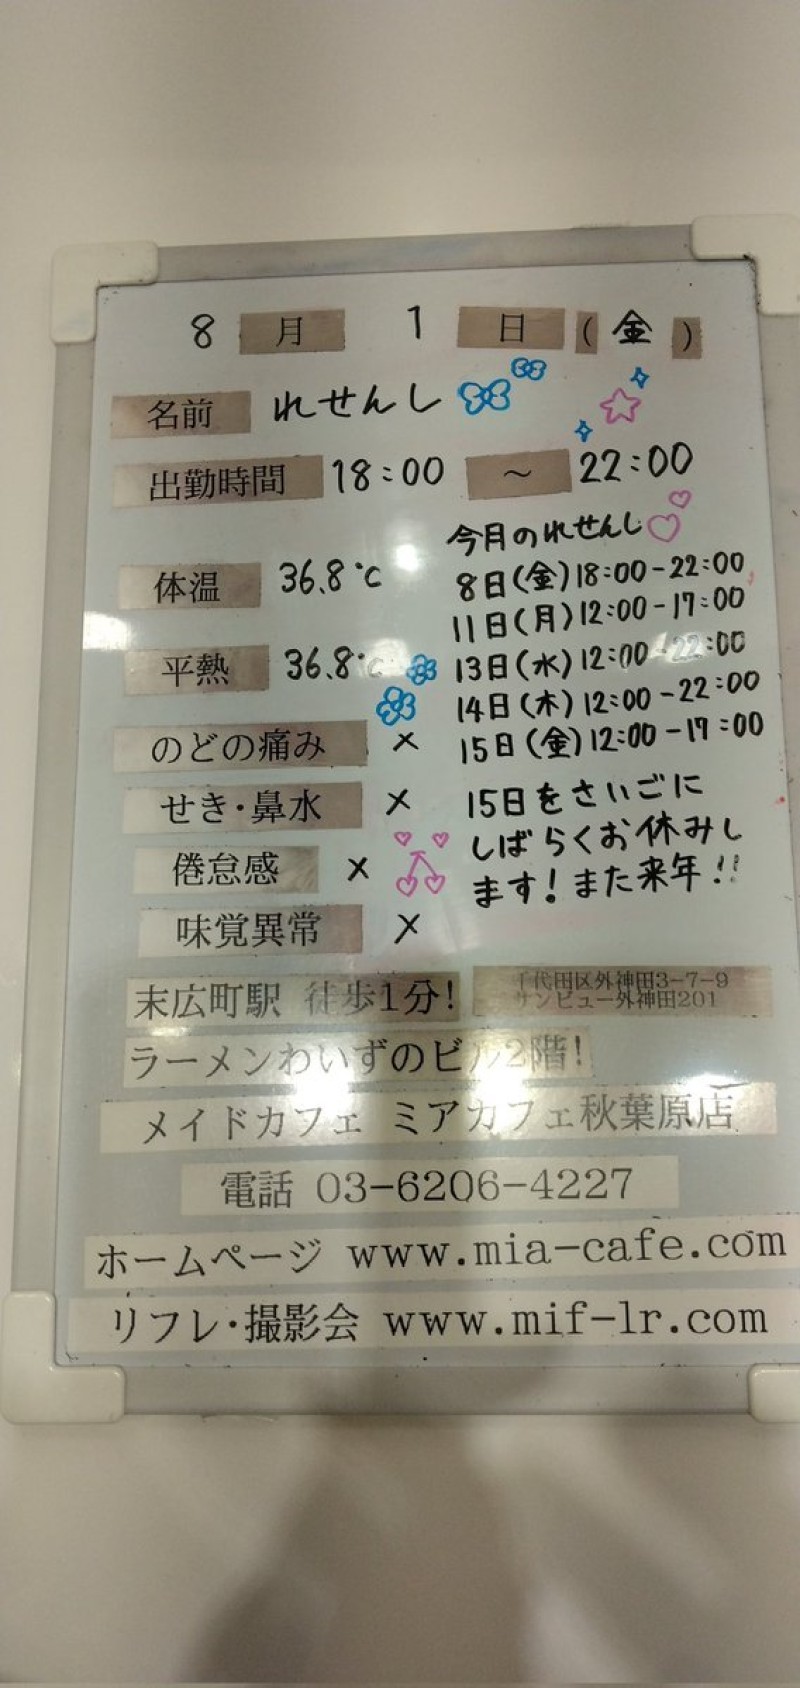 8月1日(金)
名前 れせんし
出勤時間 18:00 ～ 22:00
体温 36.8℃
平熱 36.8℃
のどの痛み ×
せき・鼻水 ×
倦怠感 ×
味覚異常 ×
今月のれせんし
8日(金)18:00-22:00
11日(月)12:00-17:00
13日(水)12:00-22:00
14日(木)12:00-22:00
15日(金)12:00-17:00
15日をさいごに
しばらくお休みし
ます!また来年!!
末広町駅 徒歩1分!
千代田区外神田3-7-9
サンビュー外神田201
ラーメンわいずのビル2階!
メイドカフェ ミアカフェ秋葉原店
電話 03-6206-4227
ホームページ www.mia-cafe.com
リフレ・撮影会 www.mif-lr.com